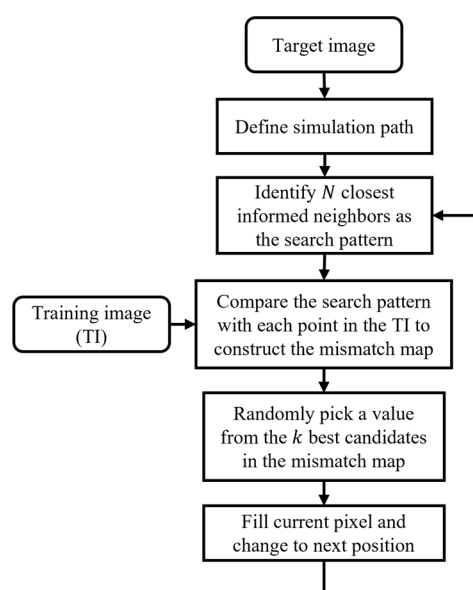 Target image
Define simulation path
Identify N closest
informed neighbors as
the search pattern
Training image
(TI)
Compare the search pattern
with each point in the TI to
construct the mismatch map
Randomly pick a value
from the k best candidates
in the mismatch map
Fill current pixel and
change to next position